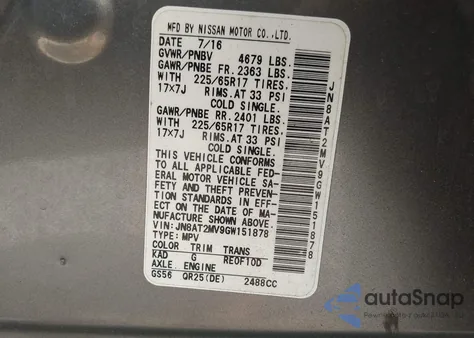 MFD BY NISSAN MOTOR CO.,LTD.
DATE 7/16
GVWR/PNBV 4679 LBS.
GAWR/PNBE FR. 2363 LBS.
WITH 225/65R17 TIRES.
17×7J RIMS.AT 33 PSI
COLD SINGLE.
GAWR/PNBE RR. 2401 LBS.
WITH 225/65R17 TIRES.
17×7J RIMS.AT 33 PSI
COLD SINGLE.
THIS VEHICLE CONFORMS
TO ALL APPLICABLE FED-
ERAL MOTOR VEHICLE SA-
FETY AND THEFT PREVEN-
TION STANDARDS IN EFF-
ECT ON THE DATE OF MA-
NUFACTURE SHOWN ABOVE.
VIN:JN8AT2MV9GW151878
TYPE: MPV
COLOR TRIM TRANS
KAD G RE0F10D
AXLE ENGINE
GS56 QR25(DE) 2488CC
JN8AT2MV9GW151878
autoSnap